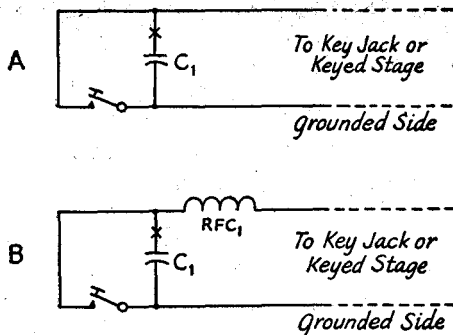 A
C₁
To Key Jack or
Keyed Stage
Grounded Side
B
RFC₁
C₁
To Key Jack or
Keyed Stage
Grounded Side